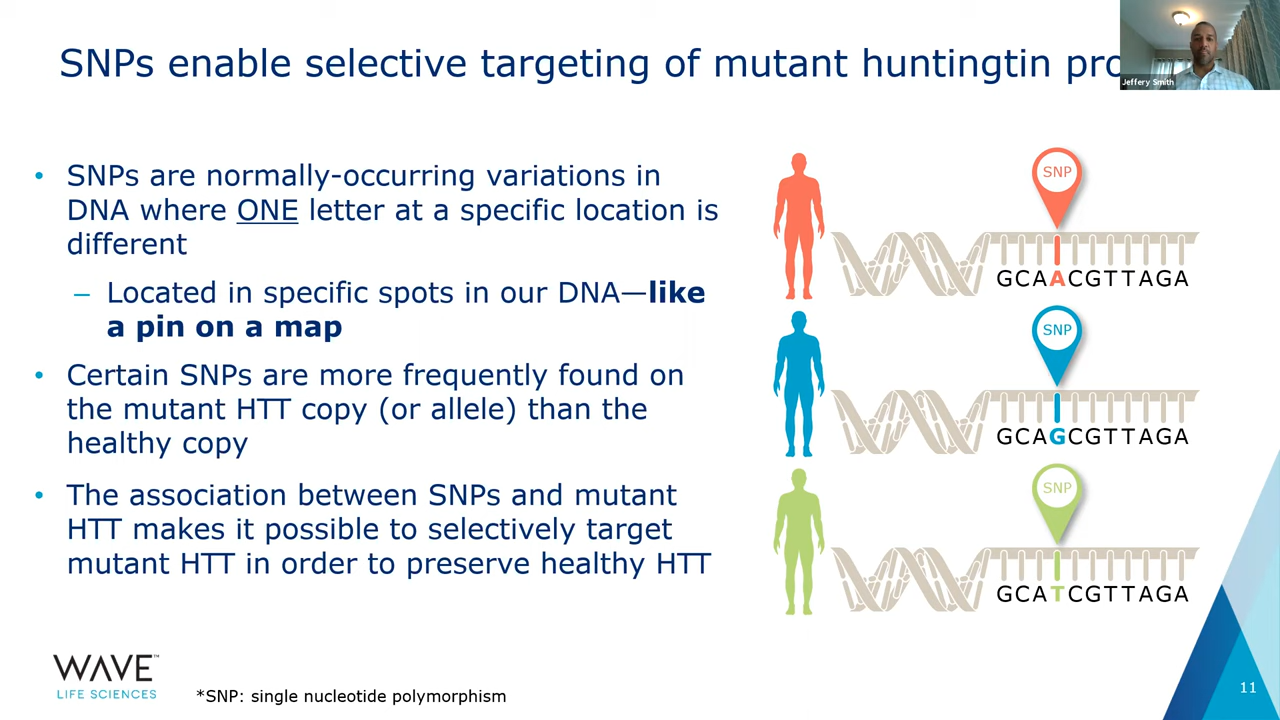 SNPs enable selective targeting of mutant huntingtin pro
Jeffery Smith
• SNPs are normally-occurring variations in
DNA where ONE letter at a specific location is
different
– Located in specific spots in our DNA—like
a pin on a map
• Certain SNPs are more frequently found on
the mutant HTT copy (or allele) than the
healthy copy
• The association between SNPs and mutant
HTT makes it possible to selectively target
mutant HTT in order to preserve healthy HTT
SNP
GCAACGTTAGA
SNP
GCAGCGTTAGA
SNP
GCATCGTTAGA
WAVE™
LIFE SCIENCES
*SNP: single nucleotide polymorphism
11